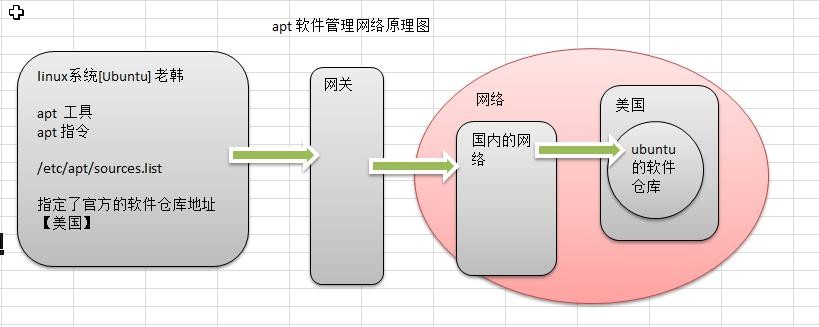 apt 软件管理网络原理图
linux系统[Ubuntu] 老韩
apt 工具
apt 指令
/etc/apt/sources.list
指定了官方的软件仓库地址
【美国】
网关
网络
国内的网
络
美国
ubuntu
的软件
仓库